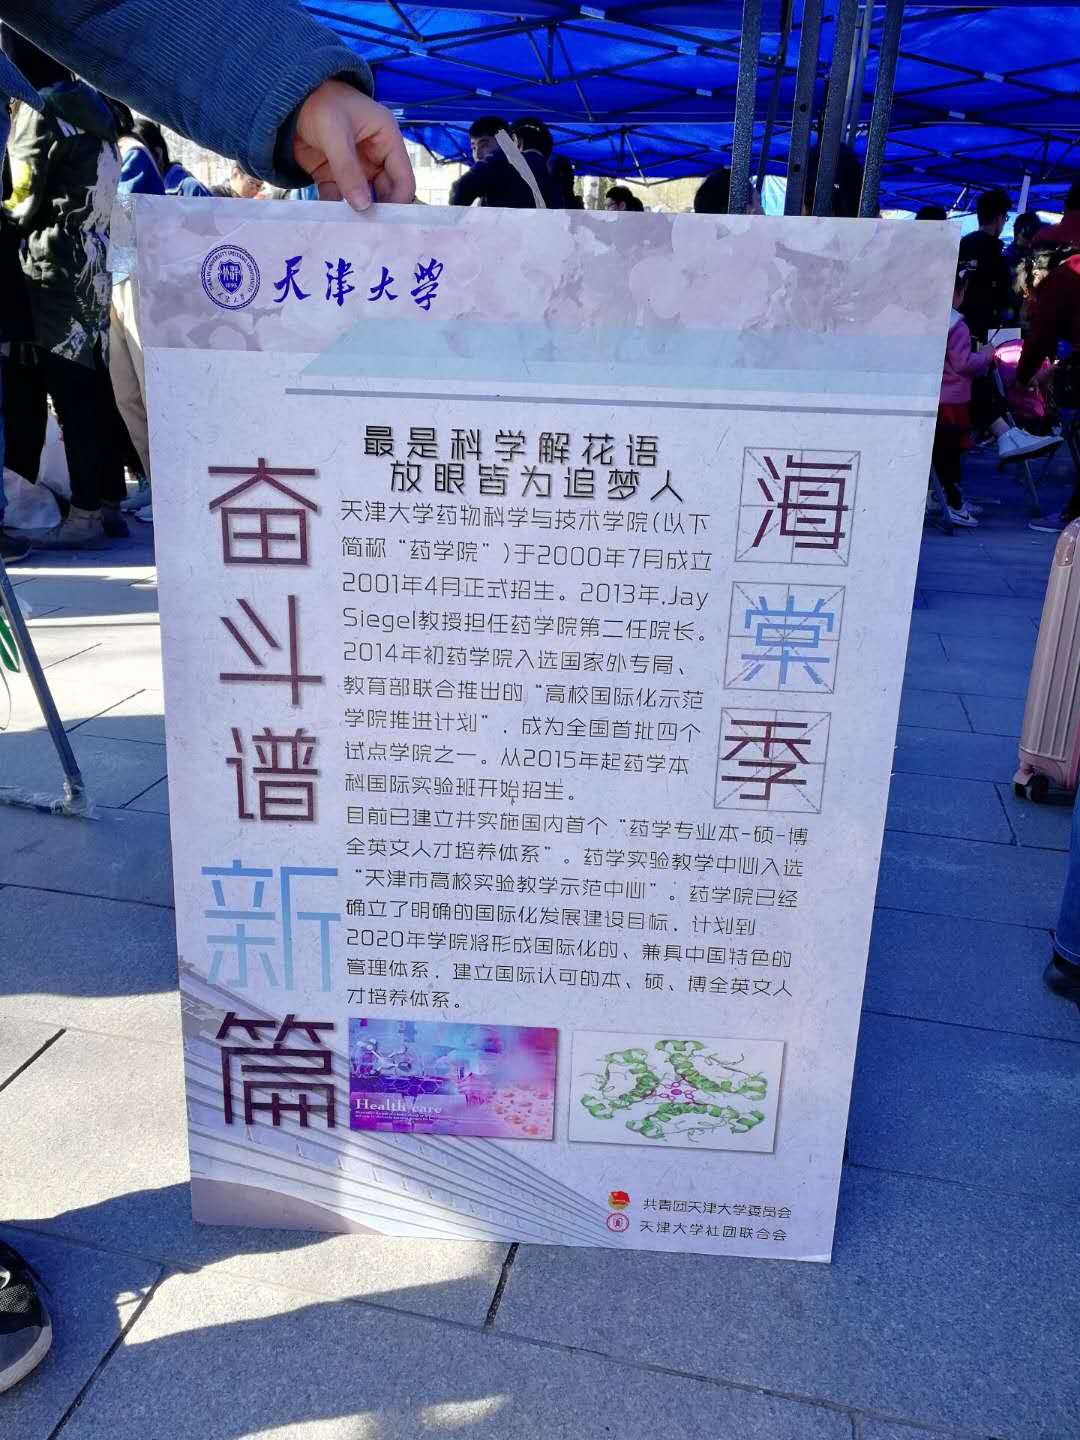 天津大学
海棠季
奋斗谱新篇
最是科学解花语
放眼皆为追梦人
天津大学药物科学与技术学院(以下
简称“药学院”)于2000年7月成立
2001年4月正式招生。2013年,Jay
Siegel教授担任药学院第二任院长。
2014年初药学院入选国家外专局、
教育部联合推出的“高校国际化示范
学院推进计划”，成为全国首批四个
试点学院之一。从2015年起药学本
科国际实验班开始招生。
目前已建立并实施国内首个“药学专业本-硕-博
全英文人才培养体系”。药学实验教学中心入选
“天津市高校实验教学示范中心”。药学院已经
确立了明确的国际化发展建设目标，计划到
2020年学院将形成国际化的、兼具中国特色的
管理体系，建立国际认可的本、硕、博全英文人
才培养体系。
Health care
共青团天津大学委员会
天津大学社团联合会